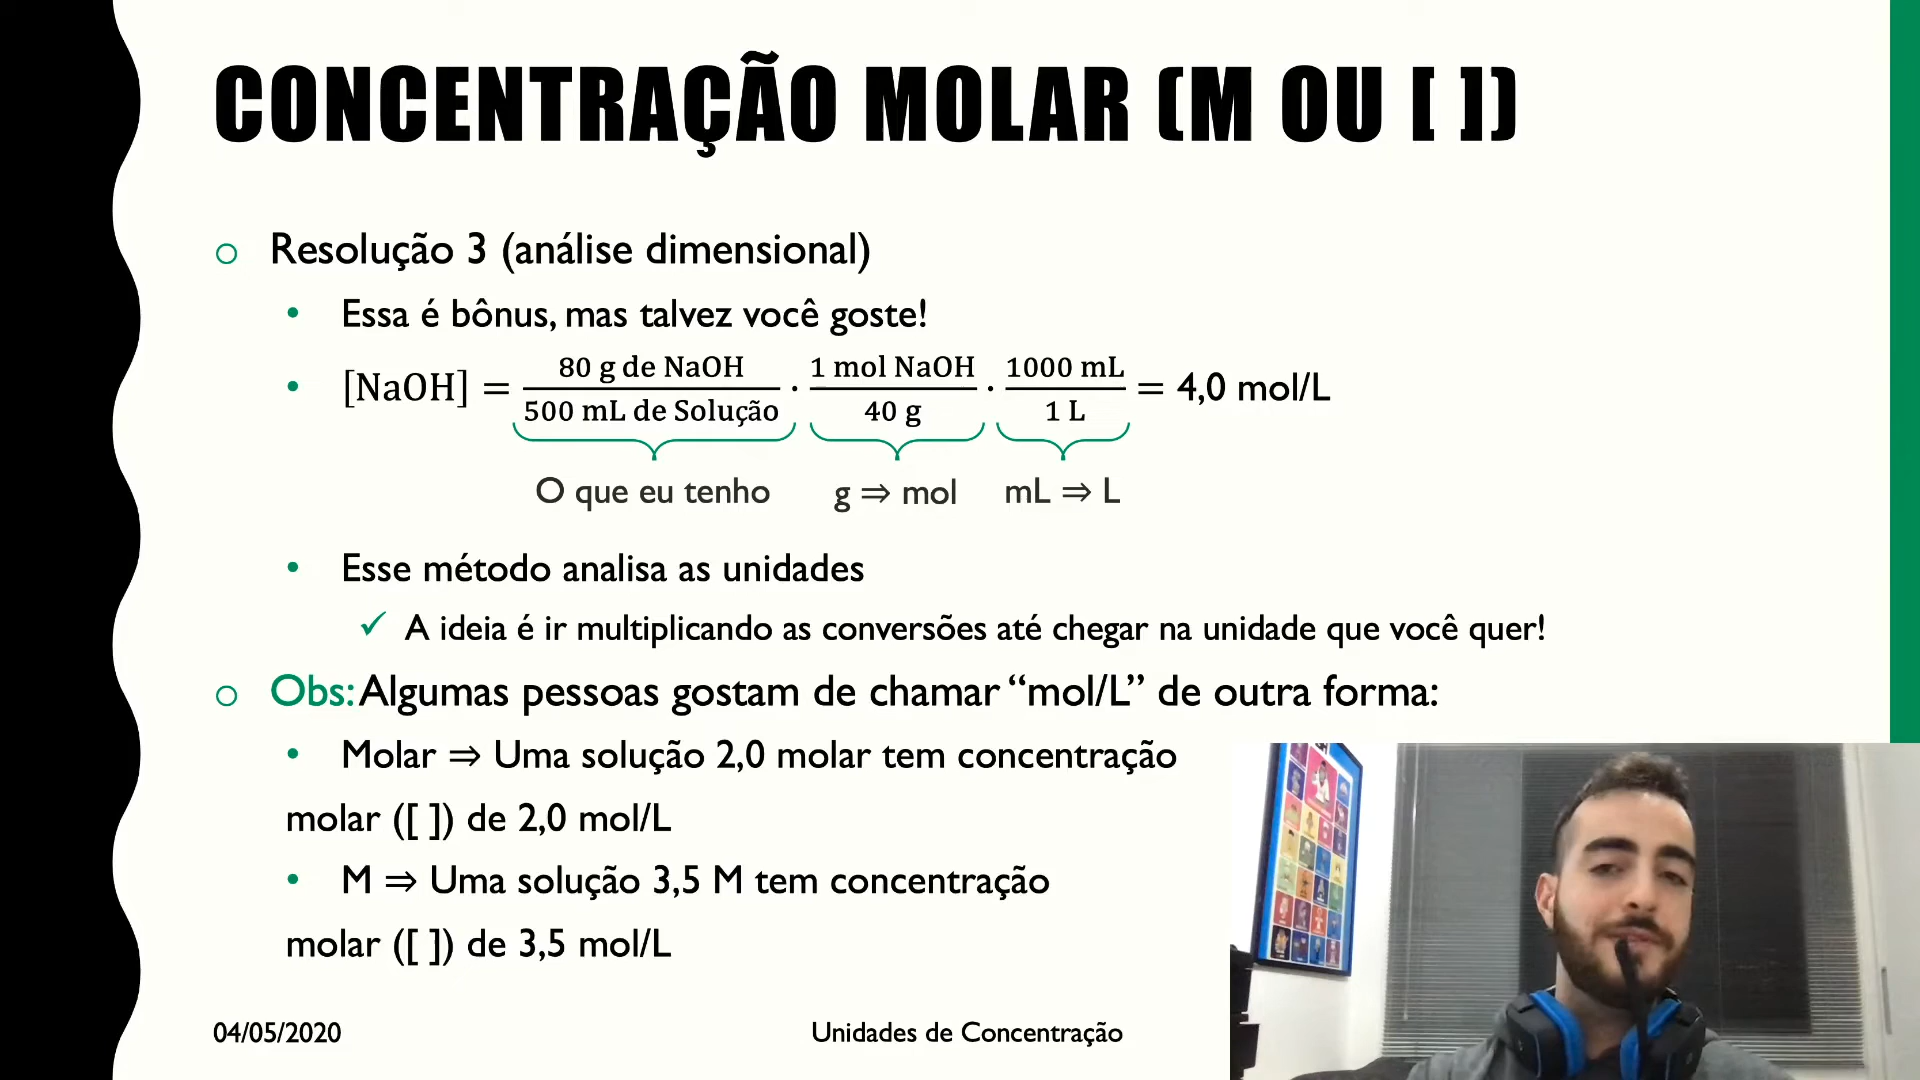 CONCENTRAÇÃO MOLAR (M OU [ ])
o Resolução 3 (análise dimensional)
• Essa é bônus, mas talvez você goste!
• [NaOH] = 80 g de NaOH / 500 mL de Solução · 1 mol NaOH / 40 g · 1000 mL / 1 L = 4,0 mol/L
O que eu tenho g ⇒ mol mL ⇒ L
• Esse método analisa as unidades
✓ A ideia é ir multiplicando as conversões até chegar na unidade que você quer!
o Obs: Algumas pessoas gostam de chamar “mol/L” de outra forma:
• Molar ⇒ Uma solução 2,0 molar tem concentração
molar ([ ]) de 2,0 mol/L
• M ⇒ Uma solução 3,5 M tem concentração
molar ([ ]) de 3,5 mol/L
04/05/2020 Unidades de Concentração